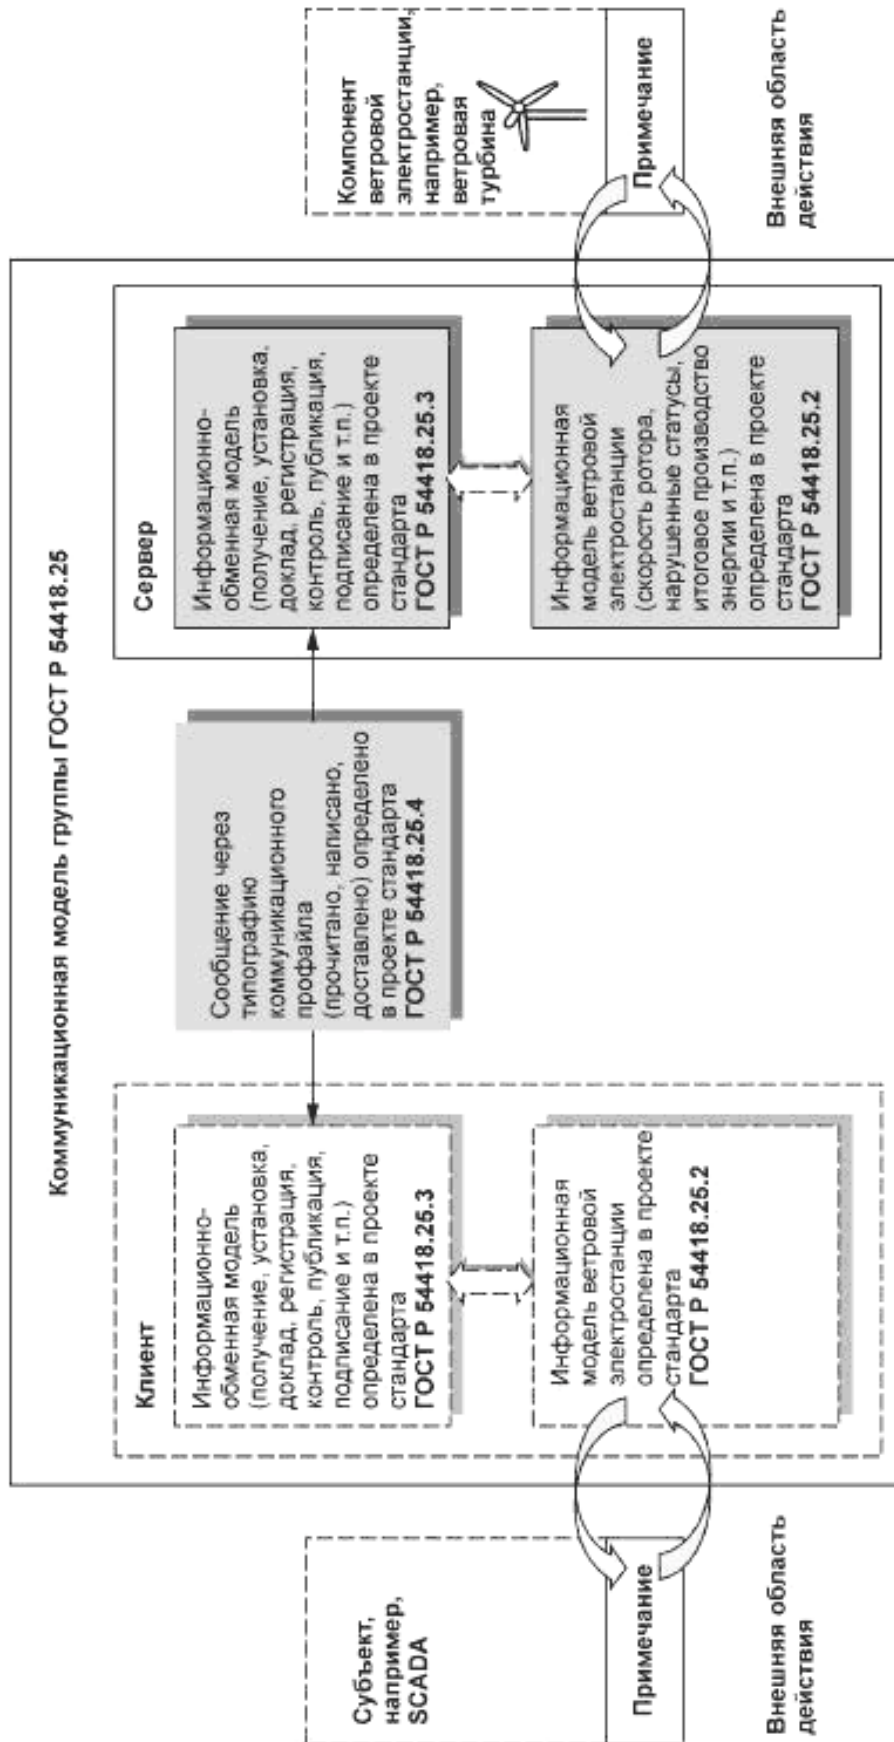 Коммуникационная модель группы ГОСТ Р 54418.25
Субъект,
например,
SCADA
Примечание
Внешняя область
действия
Клиент
Информационно-
обменная модель
(получение, установка,
доклад, регистрация,
контроль, публикация,
подписание и т.п.)
определена в проекте
стандарта
ГОСТ Р 54418.25.3
Информационная
модель ветровой
электростанции
определена в проекте
стандарта
ГОСТ Р 54418.25.2
Сообщение через
типографию
коммуникационного
профайла
(прочитано, написано,
доставлено) определено
в проекте стандарта
ГОСТ Р 54418.25.4
Сервер
Информационно-
обменная модель
(получение, установка,
доклад, регистрация,
контроль, публикация,
подписание и т.п.)
определена в проекте
стандарта
ГОСТ Р 54418.25.3
Информационная
модель ветровой
электростанции
(скорость ротора,
нарушенные статусы,
итоговое производство
энергии и т.п.)
определена в проекте
стандарта
ГОСТ Р 54418.25.2
Компонент
ветровой
электростанции,
например,
ветровая
турбина
Примечание
Внешняя область
действия